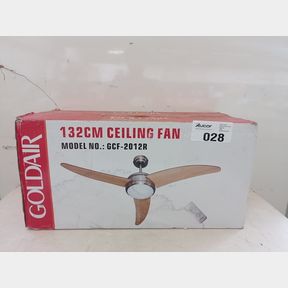 GOLDAIR
132CM CEILING FAN
MODEL NO.: GCF-2012R
028